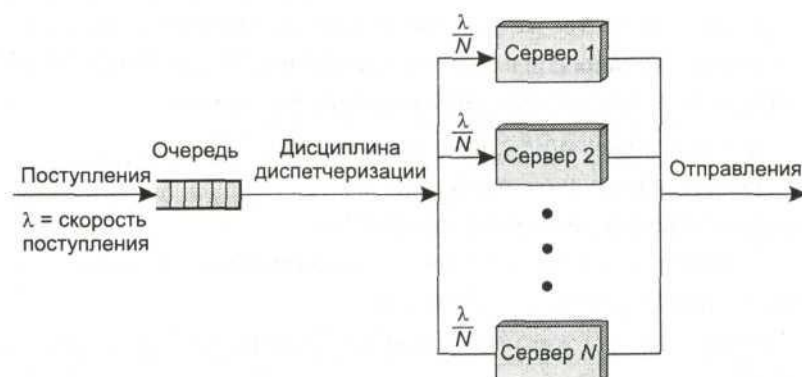 Поступления
λ = скорость
поступления
Очередь
Дисциплина
диспетчеризации
λ
N
Сервер 1
λ
N
Сервер 2
λ
N
Сервер N
Отправления